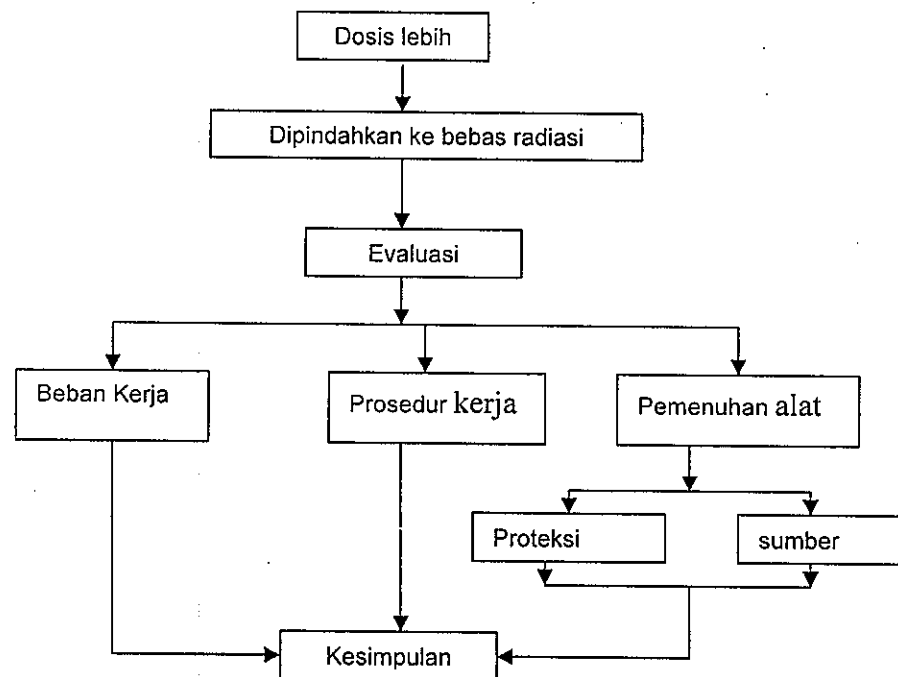 Dosis lebih
Dipindahkan ke bebas radiasi
Evaluasi
Beban Kerja
Prosedur kerja
Pemenuhan alat
Proteksi
sumber
Kesimpulan